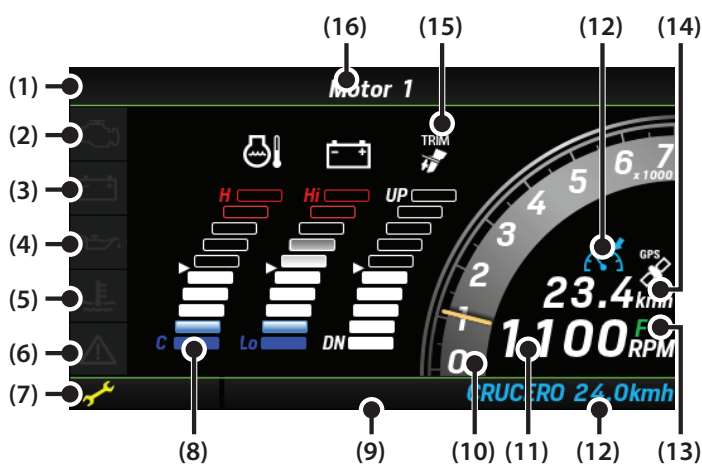 (16) (15) (12) (14)
(1) Motor 1
(2) TRIM
(3) H Hi UP
(4)
(5)
(6) C Lo DN
(7)
0 1 2 3 4 5 6 7
x 1000
GPS
23.4 kmh
F
1100 RPM
CRUCERO 24.0kmh
(8) (9) (10) (11) (12) (13)